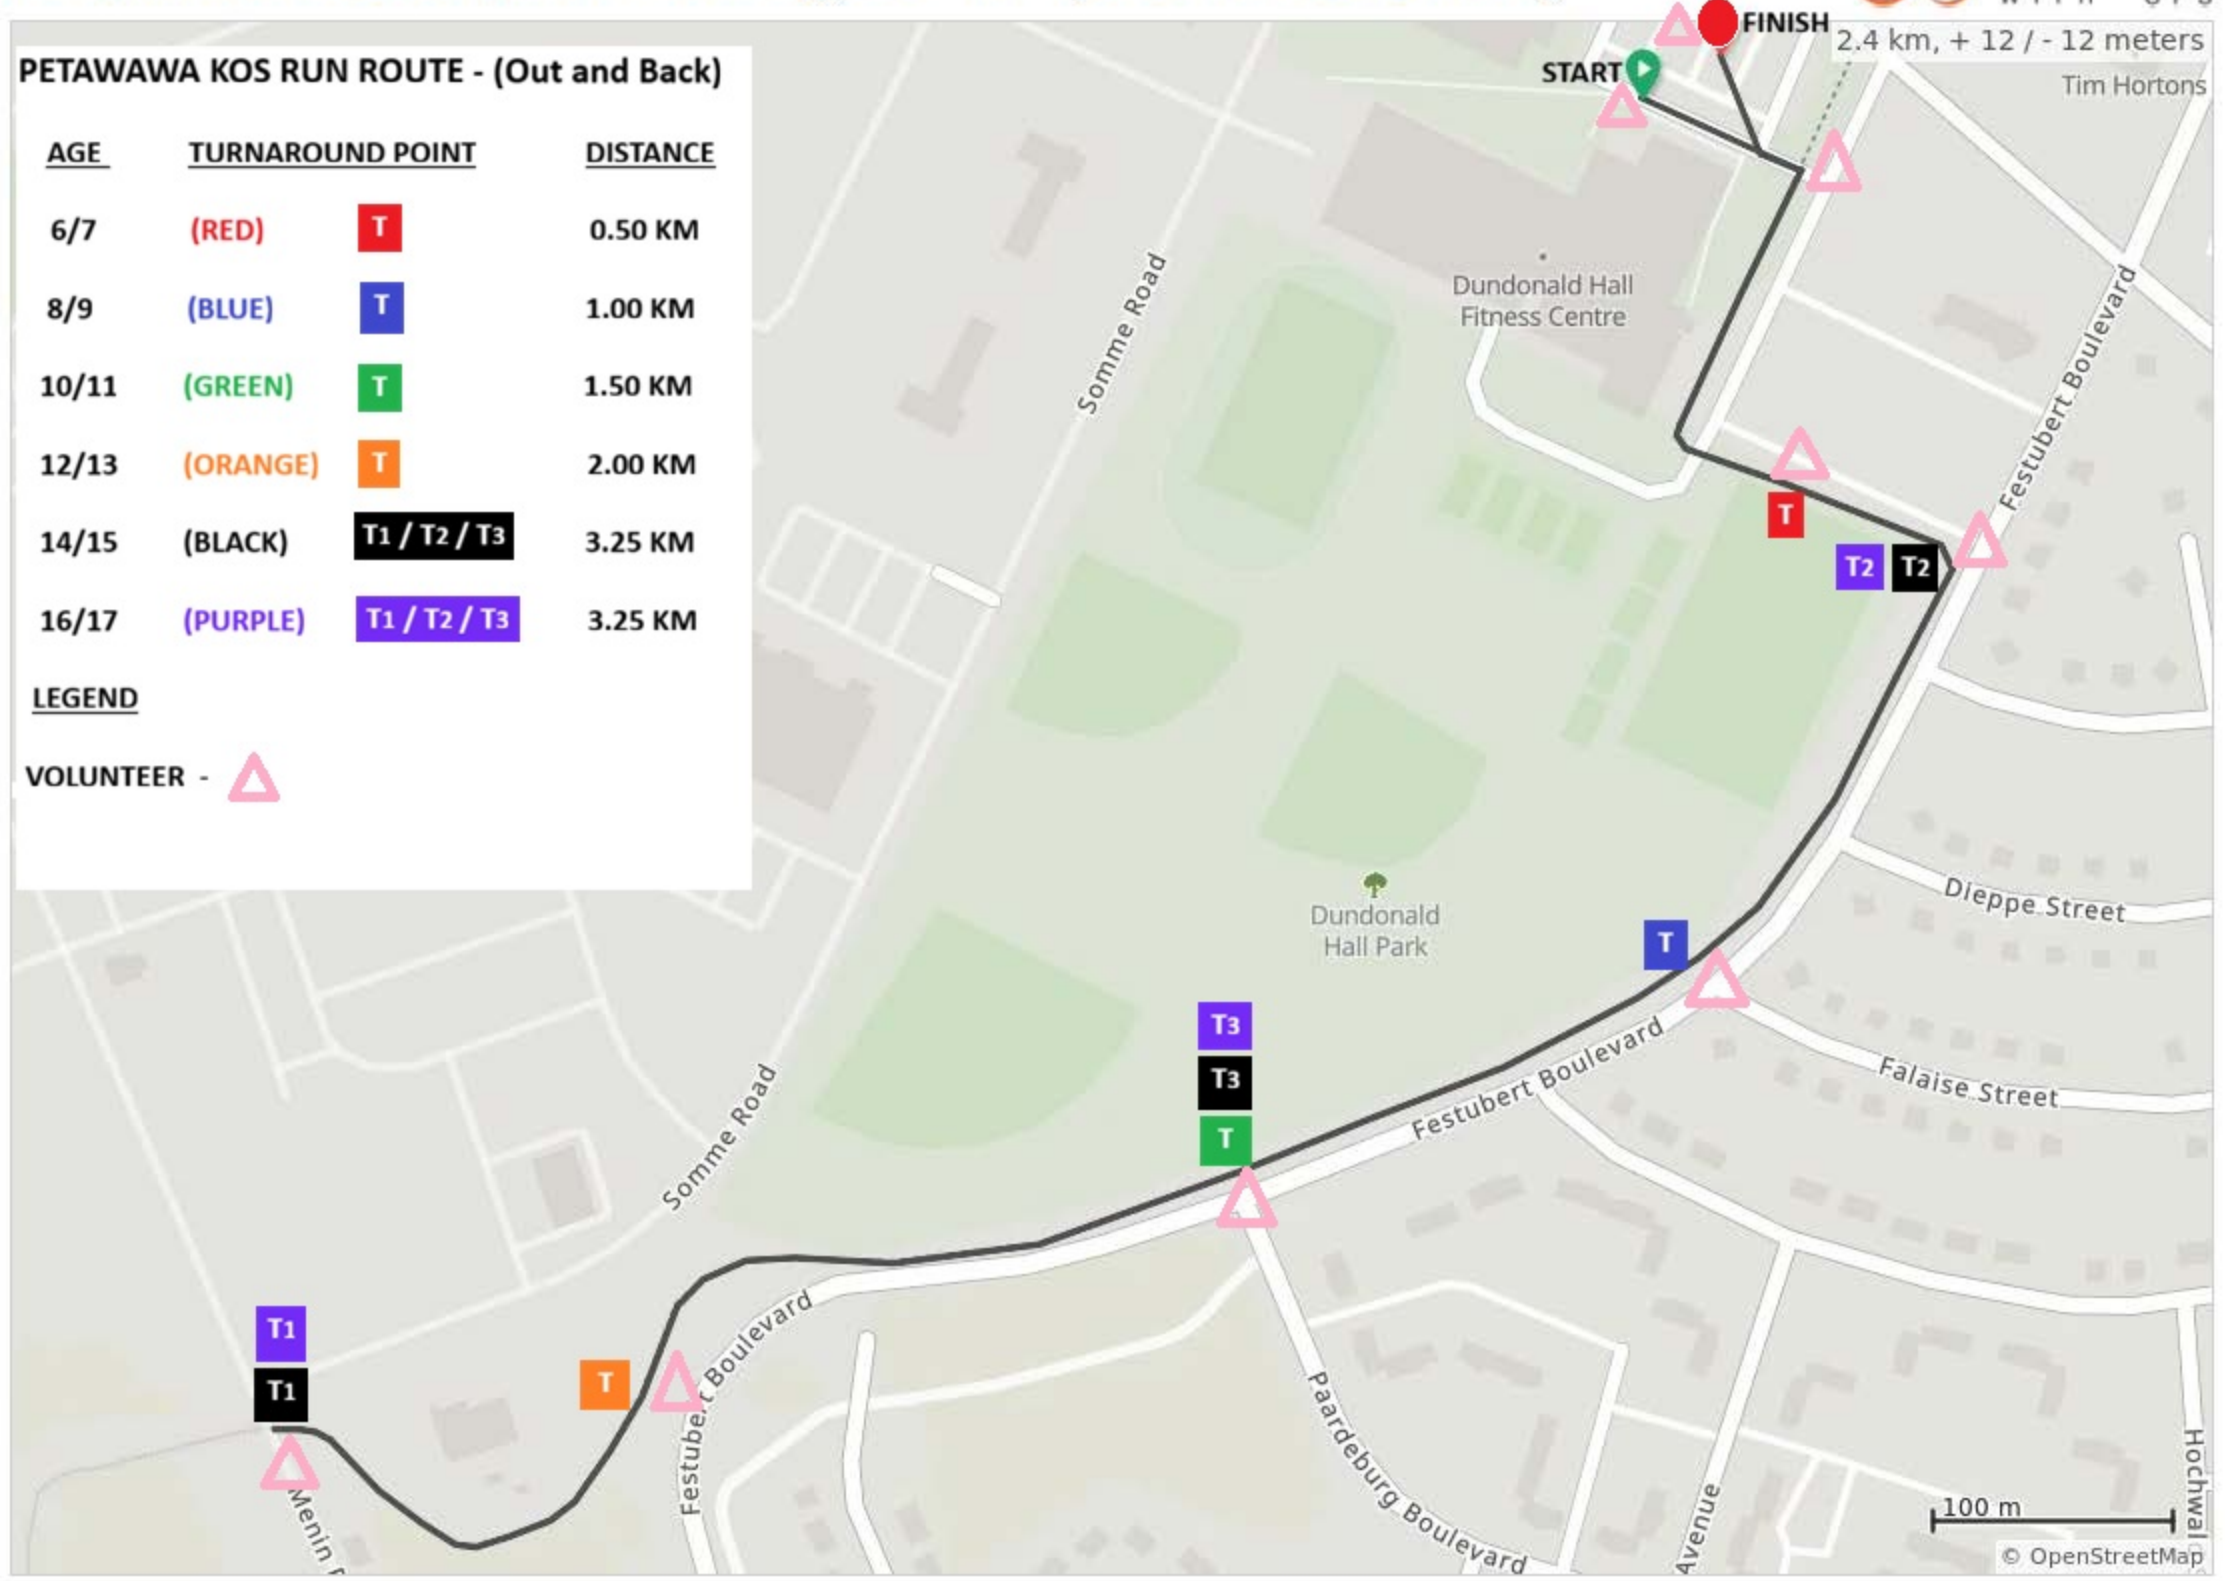 FINISH
2.4 km, + 12 / - 12 meters
START
Tim Hortons
PETAWAWA KOS RUN ROUTE - (Out and Back)
AGE TURNAROUND POINT DISTANCE
6/7 (RED) T 0.50 KM
8/9 (BLUE) T 1.00 KM
10/11 (GREEN) T 1.50 KM
12/13 (ORANGE) T 2.00 KM
14/15 (BLACK) T1 / T2 / T3 3.25 KM
16/17 (PURPLE) T1 / T2 / T3 3.25 KM
LEGEND
VOLUNTEER -
Somme Road
Dundonald Hall
Fitness Centre
Festubert Boulevard
T
T2 T2
Dieppe Street
Dundonald
Hall Park
T
T3
T3
T
Festubert Boulevard
Falaise Street
Somme Road
T1
T1
T
Festubert Boulevard
Paardeburg Boulevard
Menin
Avenue
100 m
© OpenStreetMap